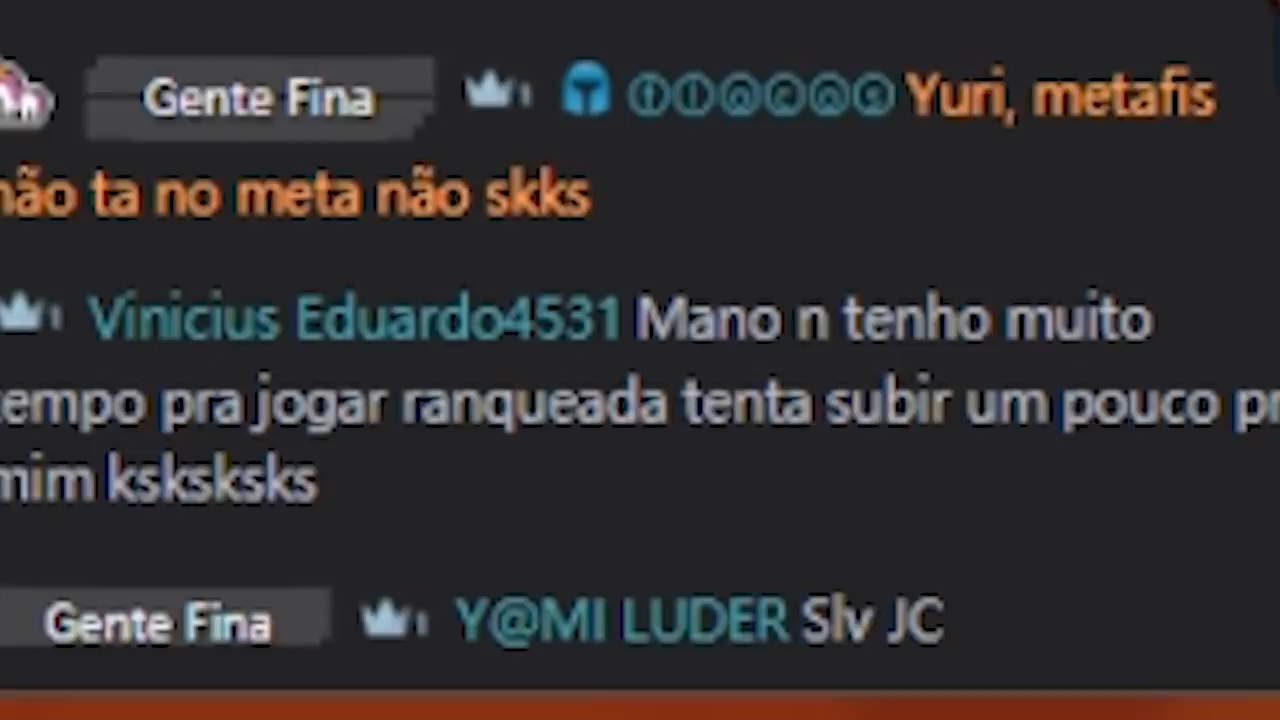 Gente Fina Yuri, metafis
não ta no meta não skks
Vinicius Eduardo4531 Mano n tenho muito
tempo pra jogar ranqueada tenta subir um pouco pr
mim ksksksks
Gente Fina Y@MI LUDER Slv JC